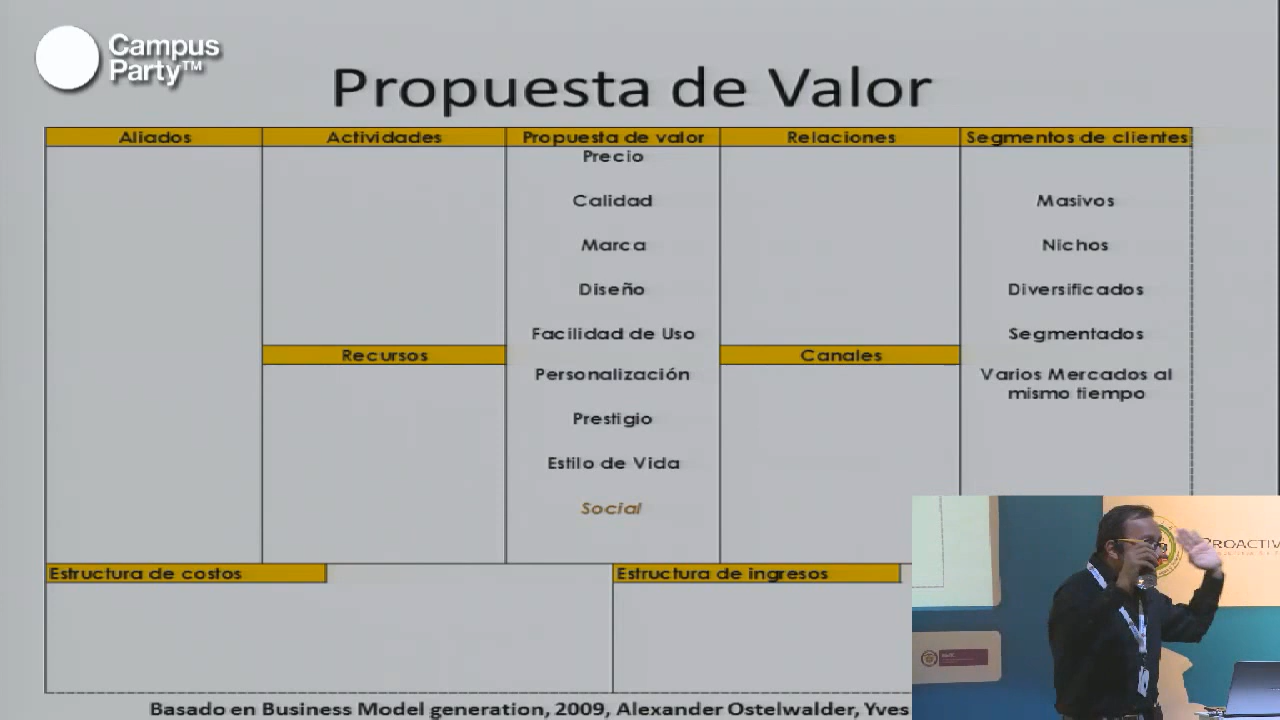 Campus
Party™
Propuesta de Valor
Aliados
Actividades
Propuesta de valor
Relaciones
Segmentos de clientes
Precio
Calidad
Marca
Diseño
Facilidad de Uso
Personalización
Prestigio
Estilo de Vida
Social
Masivos
Nichos
Diversificados
Segmentados
Varios Mercados al
mismo tiempo
Recursos
Canales
Estructura de costos
Estructura de ingresos
Basado en Business Model generation, 2009, Alexander Ostelwalder, Yves
PROACTIV